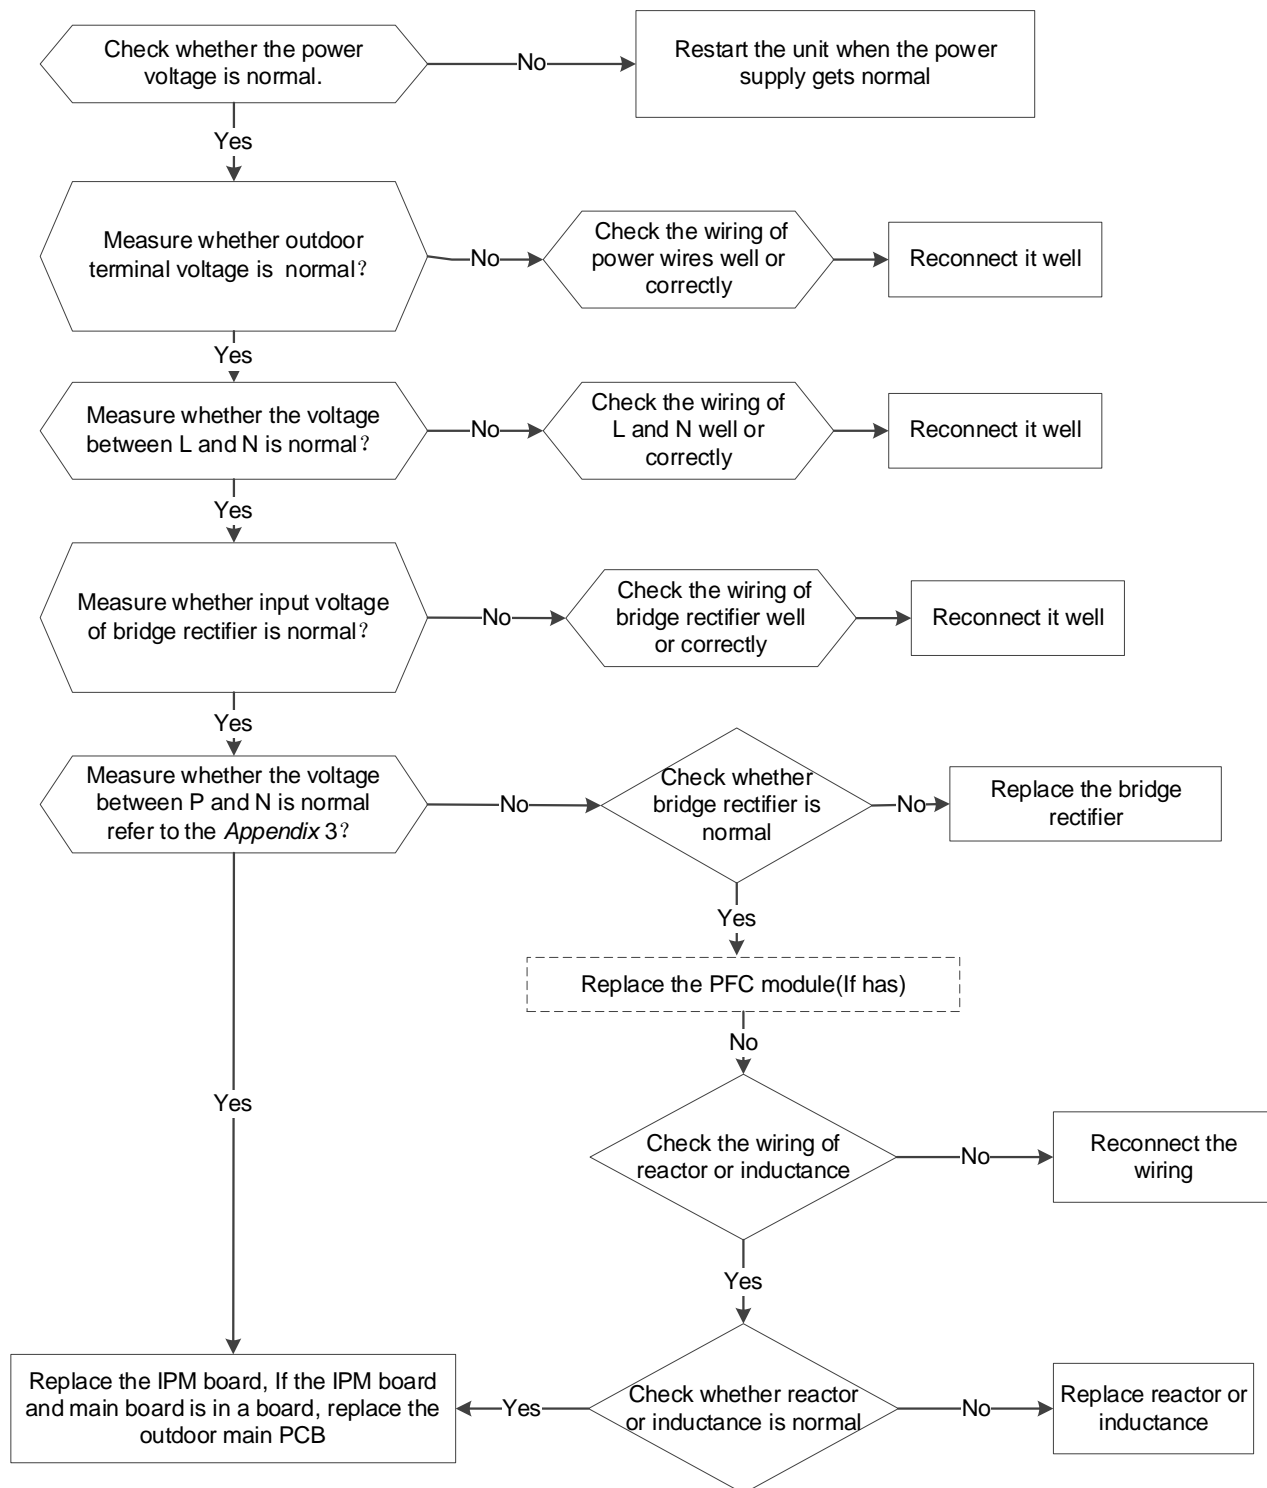 Check whether the power
voltage is normal.
No
Restart the unit when the power
supply gets normal
Yes
Measure whether outdoor
terminal voltage is  normal？
No
Check the wiring of
power wires well or
correctly
Reconnect it well
Yes
Measure whether the voltage
between L and N is normal？
No
Check the wiring of
L and N well or
correctly
Reconnect it well
Yes
Measure whether input voltage
of bridge rectifier is normal？
No
Check the wiring of
bridge rectifier well
or correctly
Reconnect it well
Yes
Measure whether the voltage
between P and N is normal
refer to the Appendix 3？
No
Check whether
bridge rectifier is
normal
No
Replace the bridge
rectifier
Yes
Replace the PFC module(If has)
No
Yes
Check the wiring of
reactor or inductance
No
Reconnect the
wiring
Yes
Replace the IPM board, If the IPM board
and main board is in a board, replace the
outdoor main PCB
Yes
Check whether reactor
or inductance is normal
No
Replace reactor or
inductance